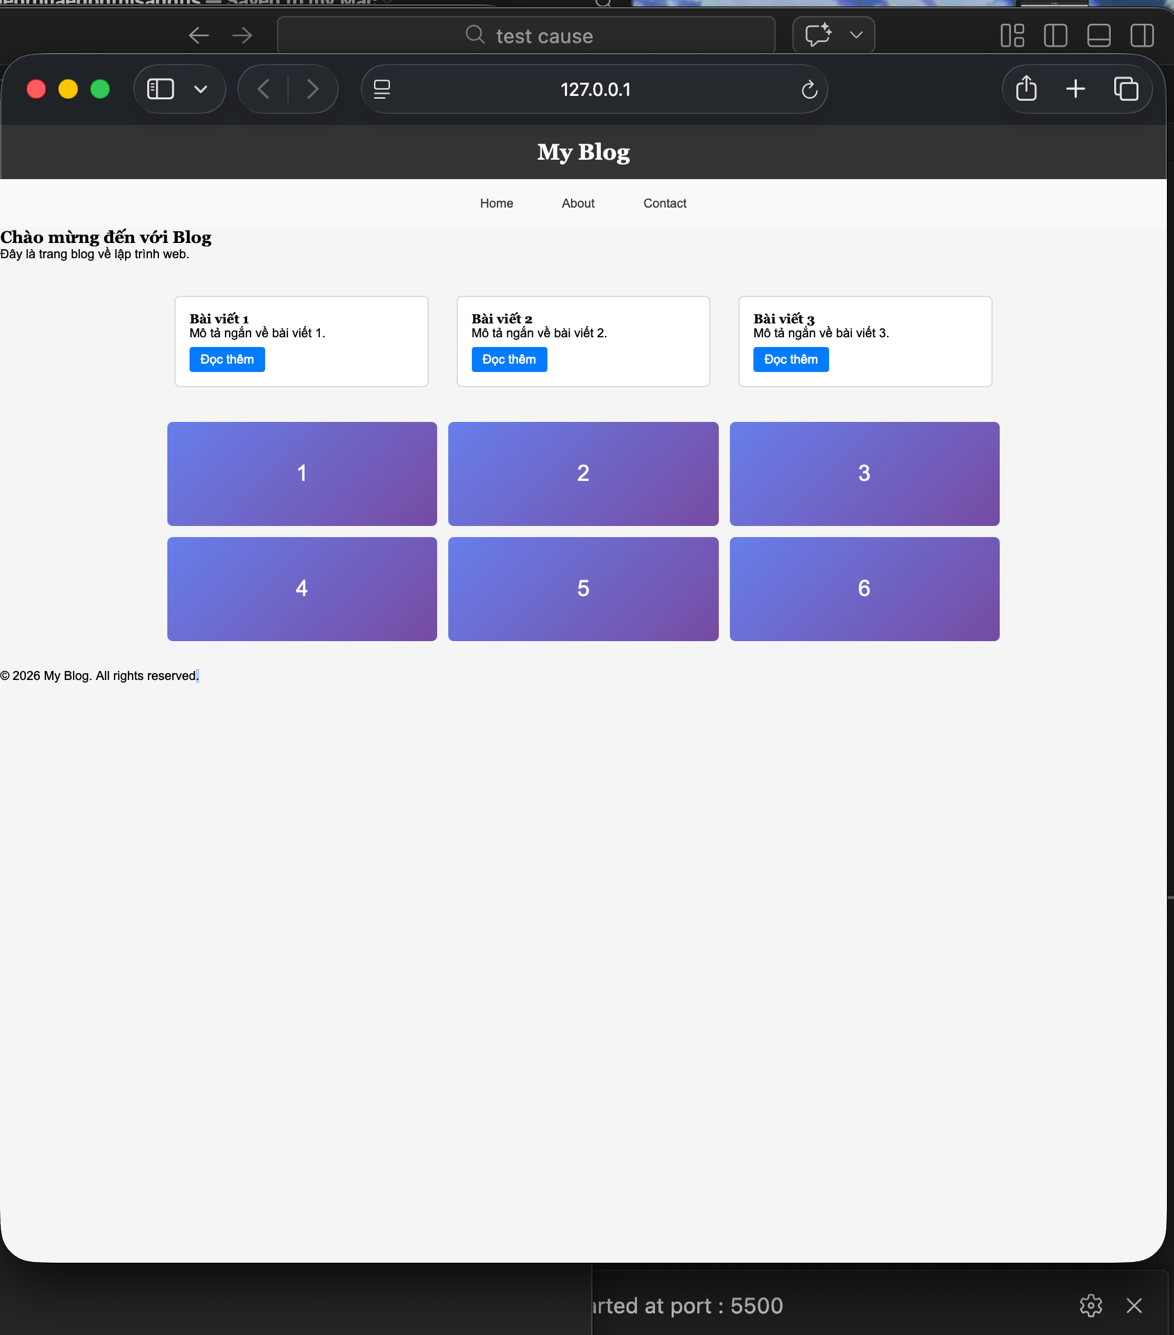 test cause
127.0.0.1
My Blog
Home About Contact
Chào mừng đến với Blog
Đây là trang blog về lập trình web.
Bài viết 1
Mô tả ngắn về bài viết 1.
Đọc thêm
Bài viết 2
Mô tả ngắn về bài viết 2.
Đọc thêm
Bài viết 3
Mô tả ngắn về bài viết 3.
Đọc thêm
1
2
3
4
5
6
© 2026 My Blog. All rights reserved.
at port : 5500